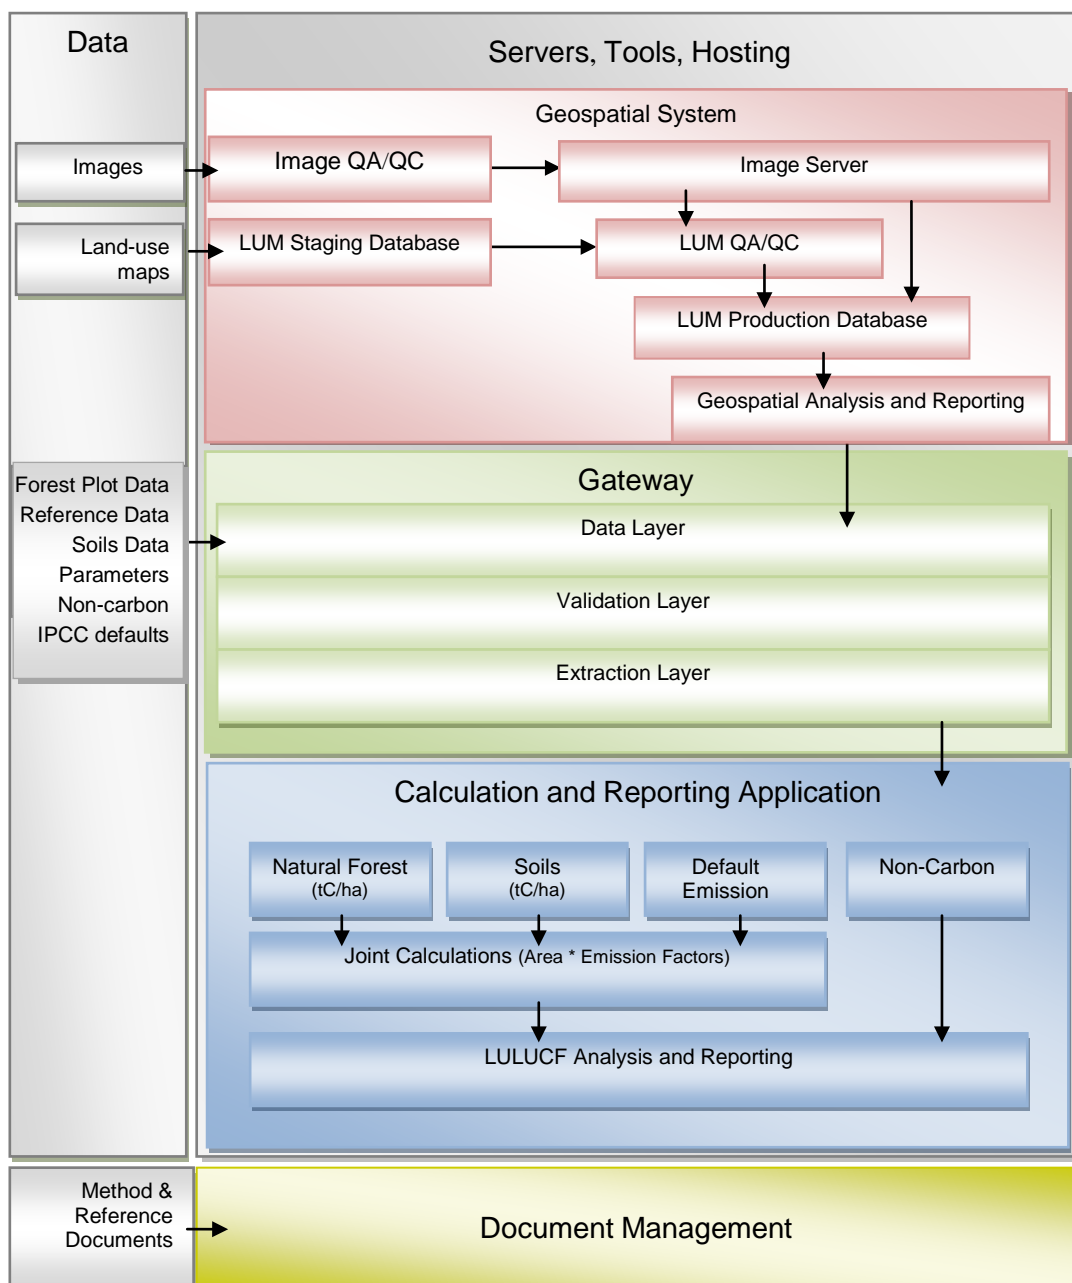 Data
Servers, Tools, Hosting
Geospatial System
Images
Image QA/QC
Image Server
Land-use
maps
LUM Staging Database
LUM QA/QC
LUM Production Database
Geospatial Analysis and Reporting
Gateway
Forest Plot Data
Reference Data
Soils Data
Parameters
Non-carbon
IPCC defaults
Data Layer
Validation Layer
Extraction Layer
Calculation and Reporting Application
Natural Forest
(tC/ha)
Soils
(tC/ha)
Default
Emission
Non-Carbon
Joint Calculations (Area * Emission Factors)
LULUCF Analysis and Reporting
Method &
Reference
Documents
Document Management